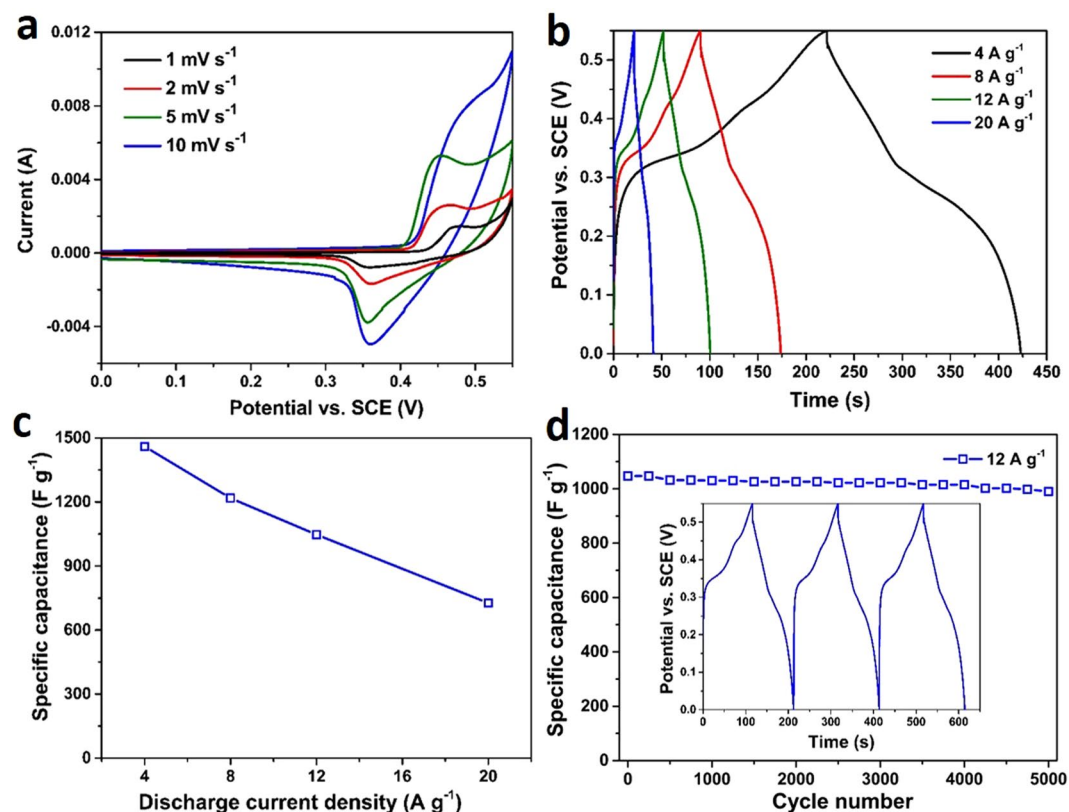 a
0.012
0.008
0.004
0.000
-0.004
Current (A)
1 mV s⁻¹
2 mV s⁻¹
5 mV s⁻¹
10 mV s⁻¹
0.0 0.1 0.2 0.3 0.4 0.5
Potential vs. SCE (V)
b
0.5
0.4
0.3
0.2
0.1
0.0
Potential vs. SCE (V)
4 A g⁻¹
8 A g⁻¹
12 A g⁻¹
20 A g⁻¹
0 50 100 150 200 250 300 350 400 450
Time (s)
c
1500
1200
900
600
300
0
Specific capacitance (F g⁻¹)
4 8 12 16 20
Discharge current density (A g⁻¹)
d
1200
1000
800
600
400
200
0
Specific capacitance (F g⁻¹)
12 A g⁻¹
0.5
0.4
0.3
0.2
0.1
0.0
Potential vs. SCE (V)
0 100 200 300 400 500 600
Time (s)
0 1000 2000 3000 4000 5000
Cycle number